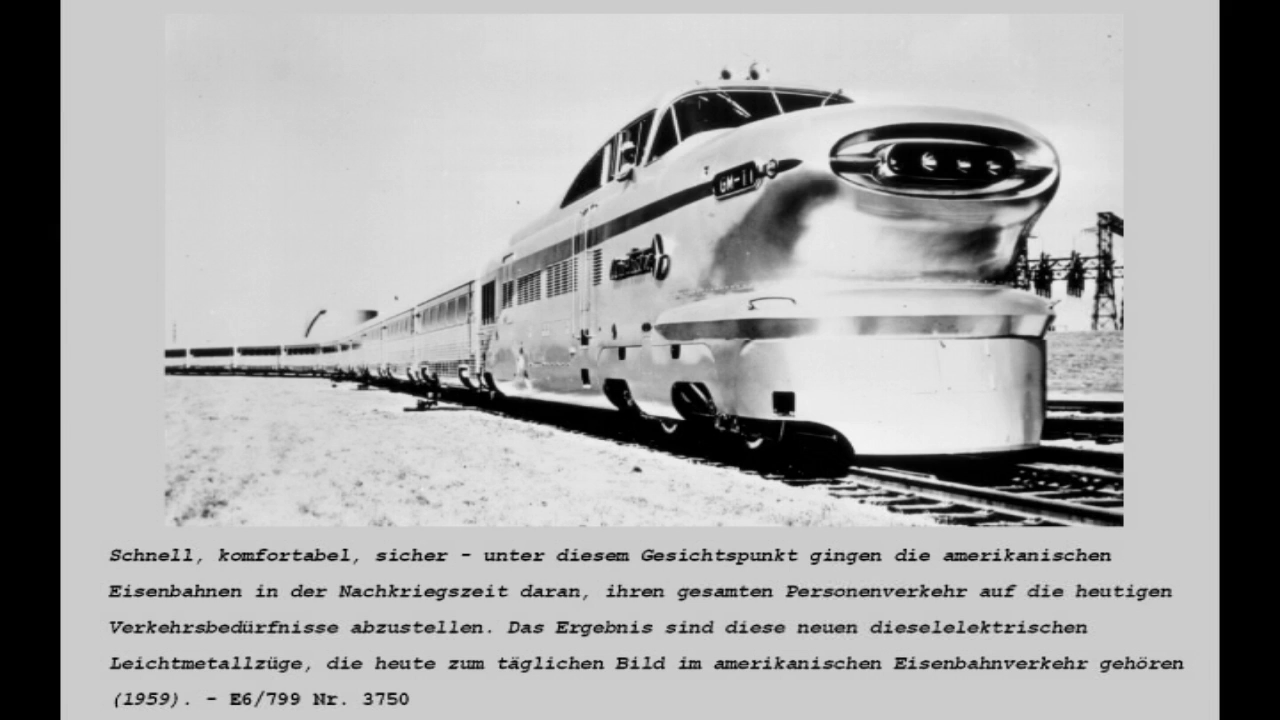 GM-11
Schnell, komfortabel, sicher - unter diesem Gesichtspunkt gingen die amerikanischen
Eisenbahnen in der Nachkriegszeit daran, ihren gesamten Personenverkehr auf die heutigen
Verkehrsbedürfnisse abzustellen. Das Ergebnis sind diese neuen dieselelektrischen
Leichtmetallzüge, die heute zum täglichen Bild im amerikanischen Eisenbahnverkehr gehören
(1959). - E6/799 Nr. 3750